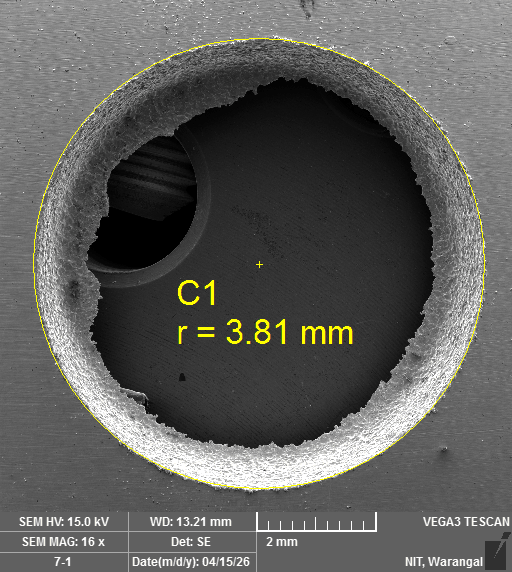 C1
r = 3.81 mm
SEM HV: 15.0 kV
WD: 13.21 mm
VEGA3 TESCAN
SEM MAG: 16 x
Det: SE
2 mm
7-1
Date(m/d/y): 04/15/26
NIT, Warangal